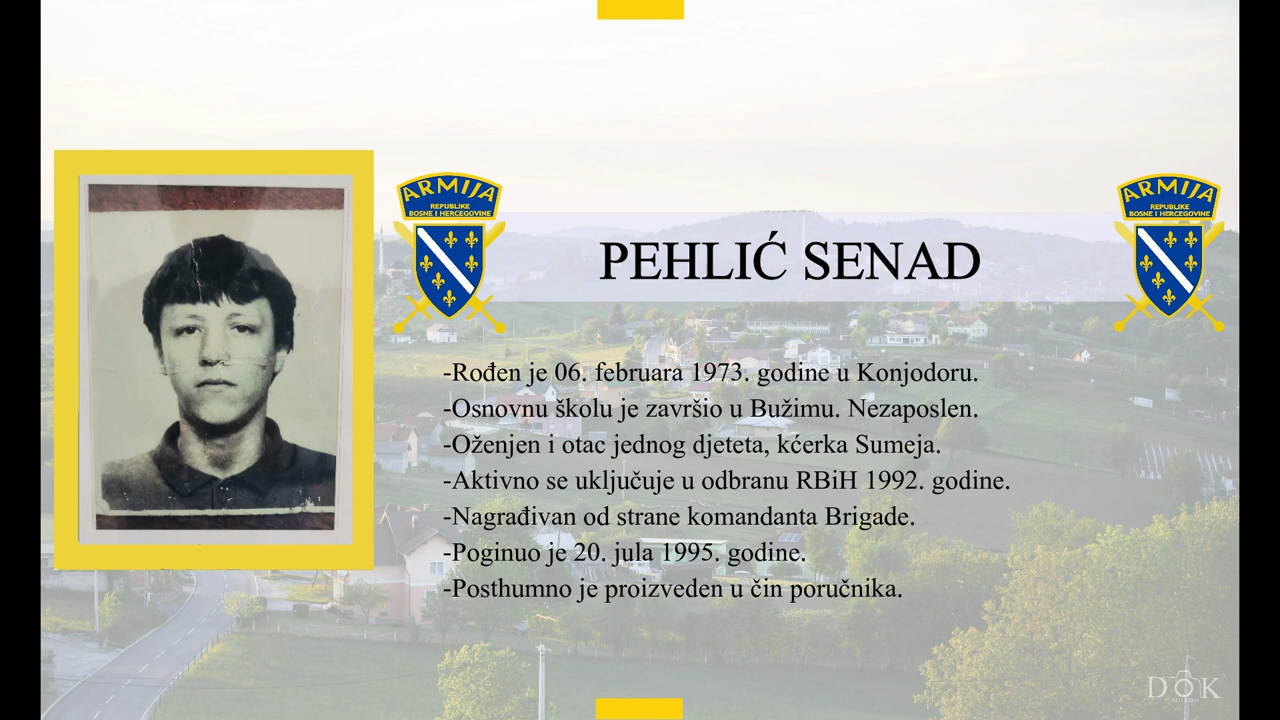 ARMIJA
REPUBLIKE
BOSNE I HERCEGOVINE
PEHLIĆ SENAD
ARMIJA
REPUBLIKE
BOSNE I HERCEGOVINE
-Rođen je 06. februara 1973. godine u Konjodoru.
-Osnovnu školu je završio u Bužimu. Nezaposlen.
-Oženjen i otac jednog djeteta, kćerka Sumeja.
-Aktivno se uključuje u odbranu RBiH 1992. godine.
-Nagrađivan od strane komandanta Brigade.
-Poginuo je 20. jula 1995. godine.
-Posthumno je proizveden u čin poručnika.
DOK